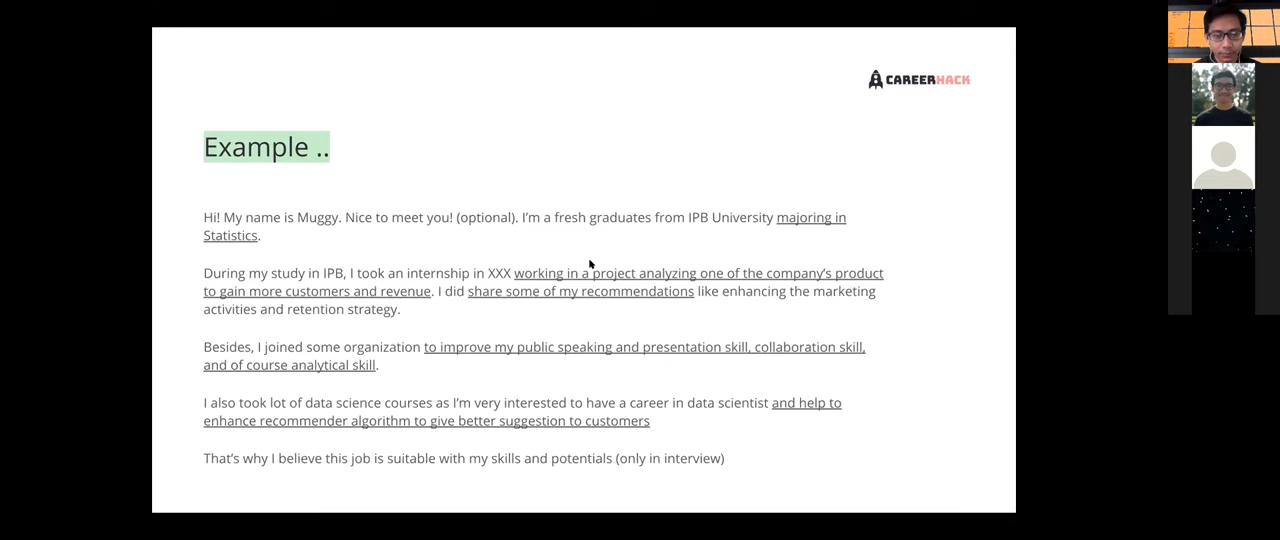 CAREERHACK
Example ..
Hi! My name is Muggy. Nice to meet you! (optional). I'm a fresh graduates from IPB University majoring in
Statistics.
During my study in IPB, I took an internship in XXX working in a project analyzing one of the company's product
to gain more customers and revenue. I did share some of my recommendations like enhancing the marketing
activities and retention strategy.
Besides, I joined some organization to improve my public speaking and presentation skill, collaboration skill,
and of course analytical skill.
I also took lot of data science courses as I'm very interested to have a career in data scientist and help to
enhance recommender algorithm to give better suggestion to customers
That's why I believe this job is suitable with my skills and potentials (only in interview)